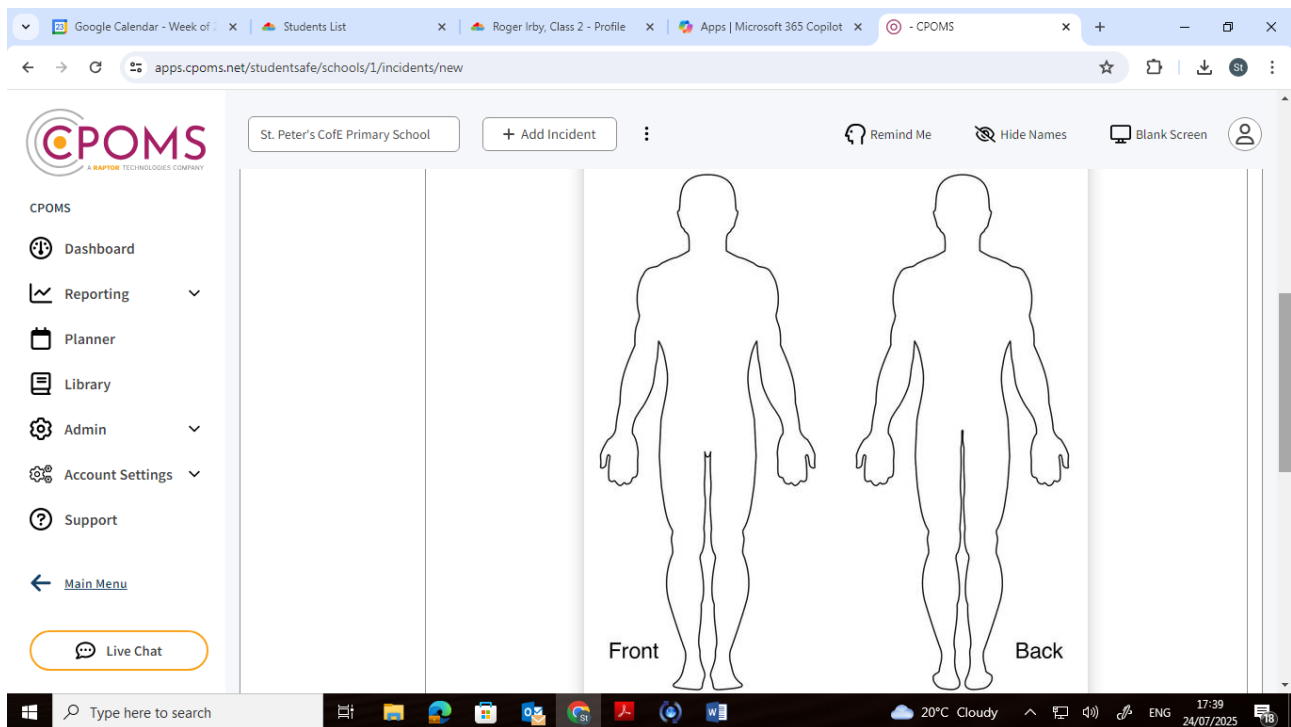 Google Calendar - Week of
Students List
Roger Irby, Class 2 - Profile
Apps | Microsoft 365 Copilot
- CPOMS
apps.cpoms.net/studentsafe/schools/1/incidents/new
St
CPOMS
A RAPTOR TECHNOLOGIES COMPANY
St. Peter's CofE Primary School
+ Add Incident
Remind Me
Hide Names
Blank Screen
CPOMS
Dashboard
Reporting
Planner
Library
Admin
Account Settings
Support
Main Menu
Live Chat
Front
Back
Type here to search
20°C Cloudy
ENG
17:39
24/07/2025
18